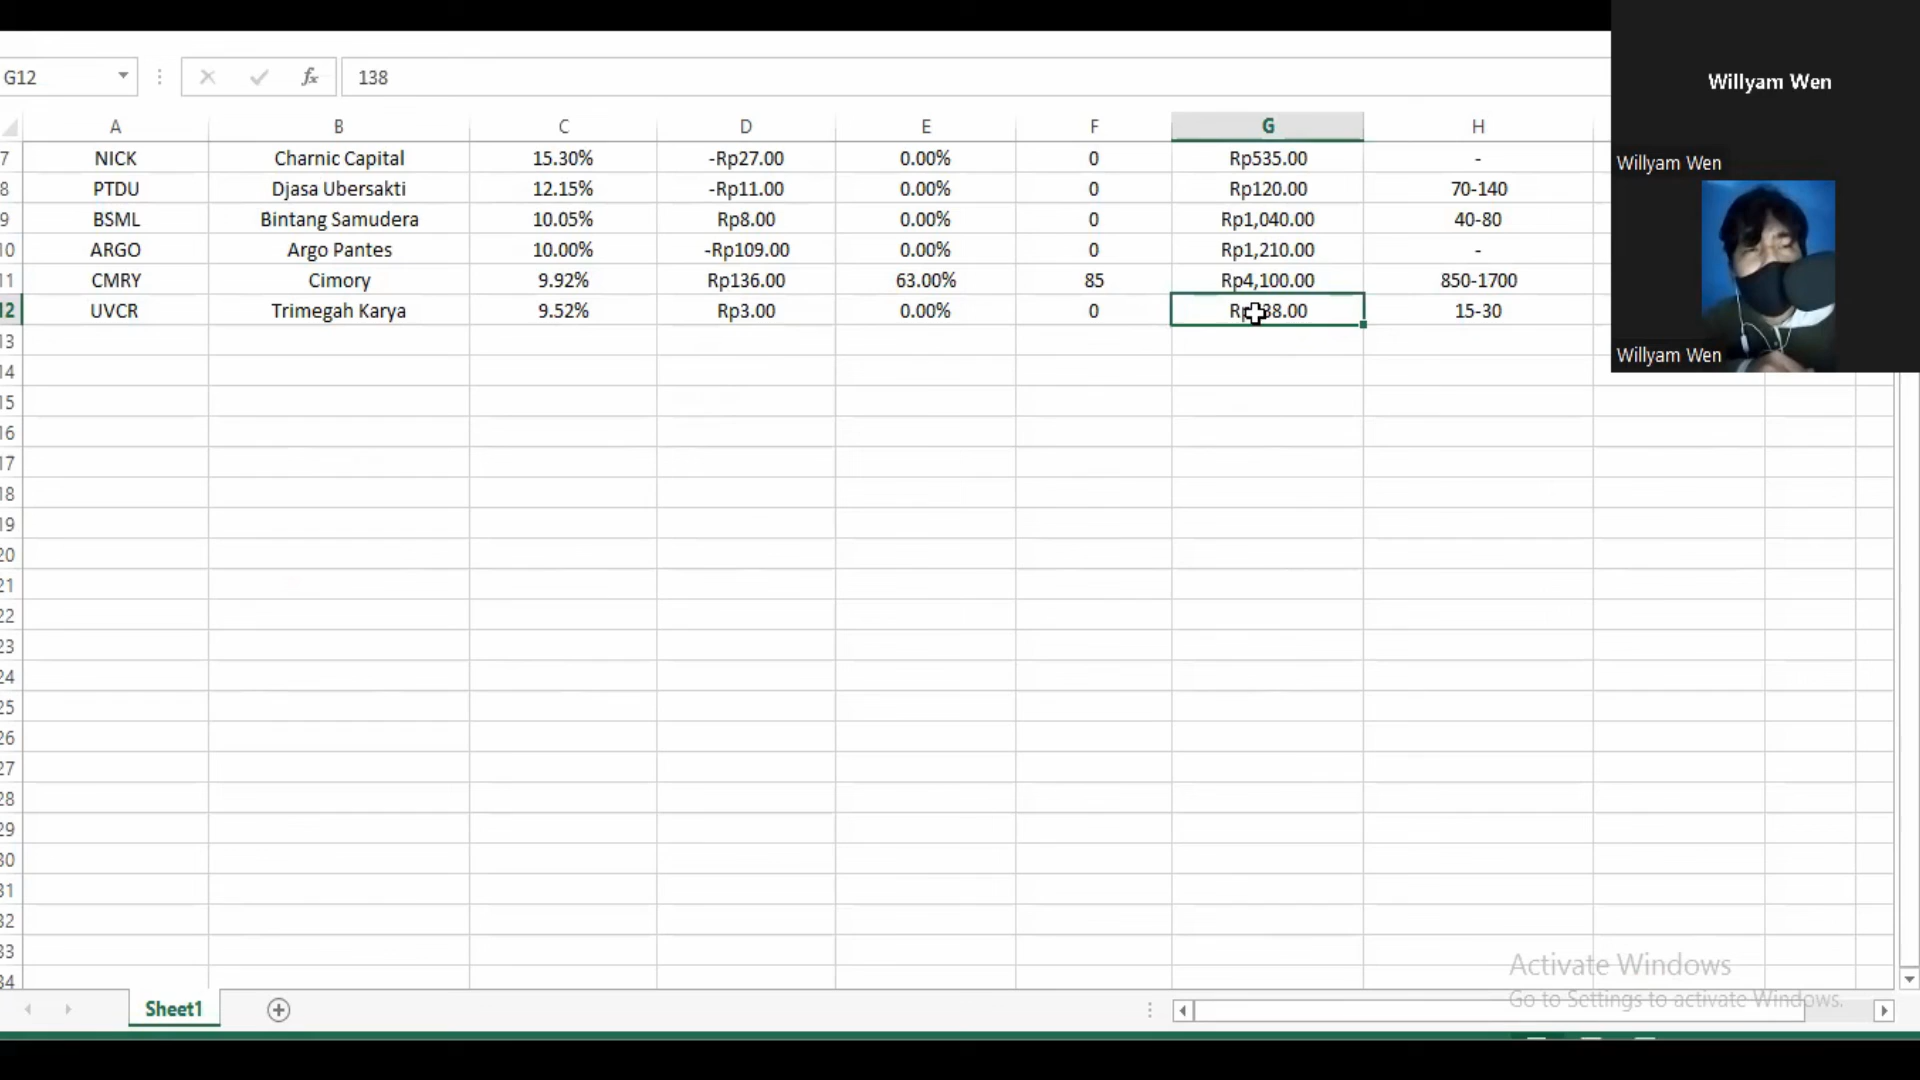 Willyam Wen
G12 fx 138
A B C D E F G H
7 NICK Charnic Capital 15.30% -Rp27.00 0.00% 0 Rp535.00 -
Willyam Wen
8 PTDU Djasa Ubersakti 12.15% -Rp11.00 0.00% 0 Rp120.00 70-140
9 BSML Bintang Samudera 10.05% Rp8.00 0.00% 0 Rp1,040.00 40-80
10 ARGO Argo Pantes 10.00% -Rp109.00 0.00% 0 Rp1,210.00 -
11 CMRY Cimory 9.92% Rp136.00 63.00% 85 Rp4,100.00 850-1700
12 UVCR Trimegah Karya 9.52% Rp3.00 0.00% 0 Rp138.00 15-30
Willyam Wen
13
14
15
16
17
18
19
20
21
22
23
24
25
26
27
28
29
30
31
32
33
34
Activate Windows
Go to Settings to activate Windows.
Sheet1